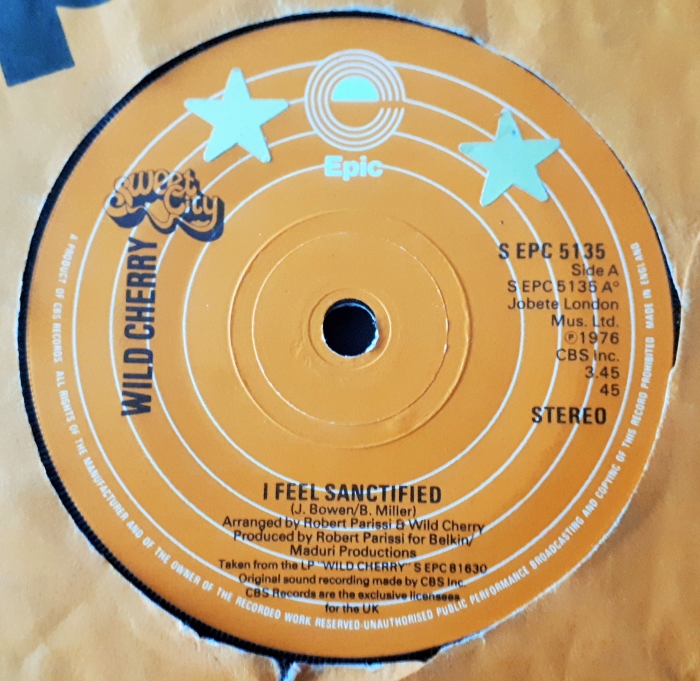 Epic
Sweet
City
WILD CHERRY
S EPC 5135
Side A
S EPC 5135 A°
Jobete London
Mus. Ltd.
℗1976
CBS Inc.
3.45
45
STEREO
I FEEL SANCTIFIED
(J. Bowen/B. Miller)
Arranged by Robert Parissi & Wild Cherry
Produced by Robert Parissi for Belkin/
Maduri Productions
Taken from the LP "WILD CHERRY" S EPC 81630
Original sound recording made by CBS Inc.
CBS Records are the exclusive licensees
for the UK
A PRODUCT OF CBS RECORDS. ALL RIGHTS OF THE MANUFACTURER AND OF THE OWNER OF THE RECORDED WORK RESERVED·UNAUTHORISED PUBLIC PERFORMANCE BROADCASTING AND COPYING OF THIS RECORD PROHIBITED MADE IN ENGLAND